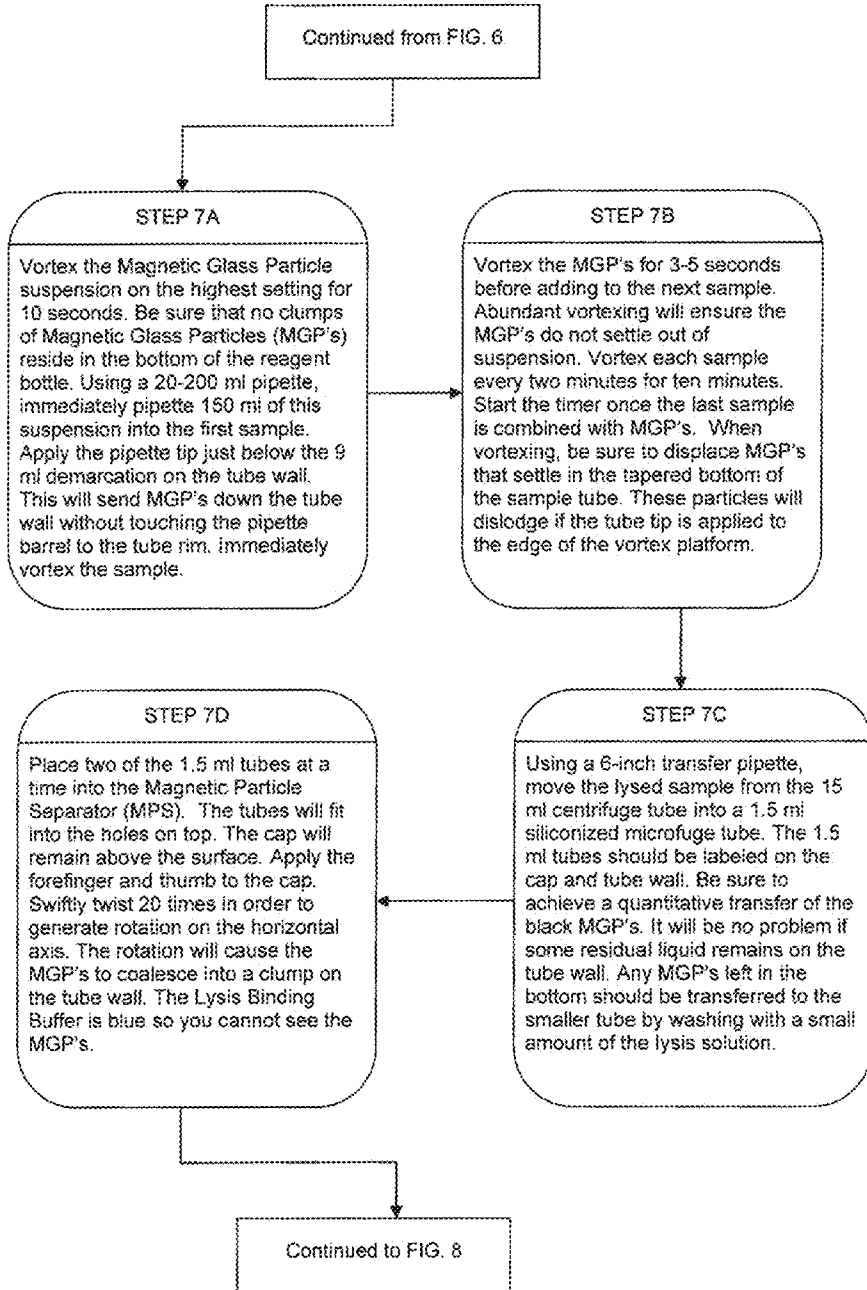 Continued from FIG. 6
STEP 7A
Vortex the Magnetic Glass Particle
suspension on the highest setting for
10 seconds. Be sure that no clumps
of Magnetic Glass Particles (MGP's)
reside in the bottom of the reagent
bottle. Using a 20-200 ml pipette,
immediately pipette 150 ml of this
suspension into the first sample.
Apply the pipette tip just below the 9
ml demarcation on the tube wall.
This will send MGP's down the tube
wall without touching the pipette
barrel to the tube rim. Immediately
vortex the sample.
STEP 7B
Vortex the MGP's for 3-5 seconds
before adding to the next sample.
Abundant vortexing will ensure the
MGP's do not settle out of
suspension. Vortex each sample
every two minutes for ten minutes.
Start the timer once the last sample
is combined with MGP's. When
vortexing, be sure to displace MGP's
that settle in the tapered bottom of
the sample tube. These particles will
dislodge if the tube tip is applied to
the edge of the vortex platform.
STEP 7C
Using a 6-inch transfer pipette,
move the lysed sample from the 15
ml centrifuge tube into a 1.5 ml
siliconized microfuge tube. The 1.5
ml tubes should be labeled on the
cap and tube wall. Be sure to
achieve a quantitative transfer of the
black MGP's. It will be no problem if
some residual liquid remains on the
tube wall. Any MGP's left in the
bottom should be transferred to the
smaller tube by washing with a small
amount of the lysis solution.
STEP 7D
Place two of the 1.5 ml tubes at a
time into the Magnetic Particle
Separator (MPS). The tubes will fit
into the holes on top. The cap will
remain above the surface. Apply the
forefinger and thumb to the cap.
Swiftly twist 20 times in order to
generate rotation on the horizontal
axis. The rotation will cause the
MGP's to coalesce into a clump on
the tube wall. The Lysis Binding
Buffer is blue so you cannot see the
MGP's.
Continued to FIG. 8